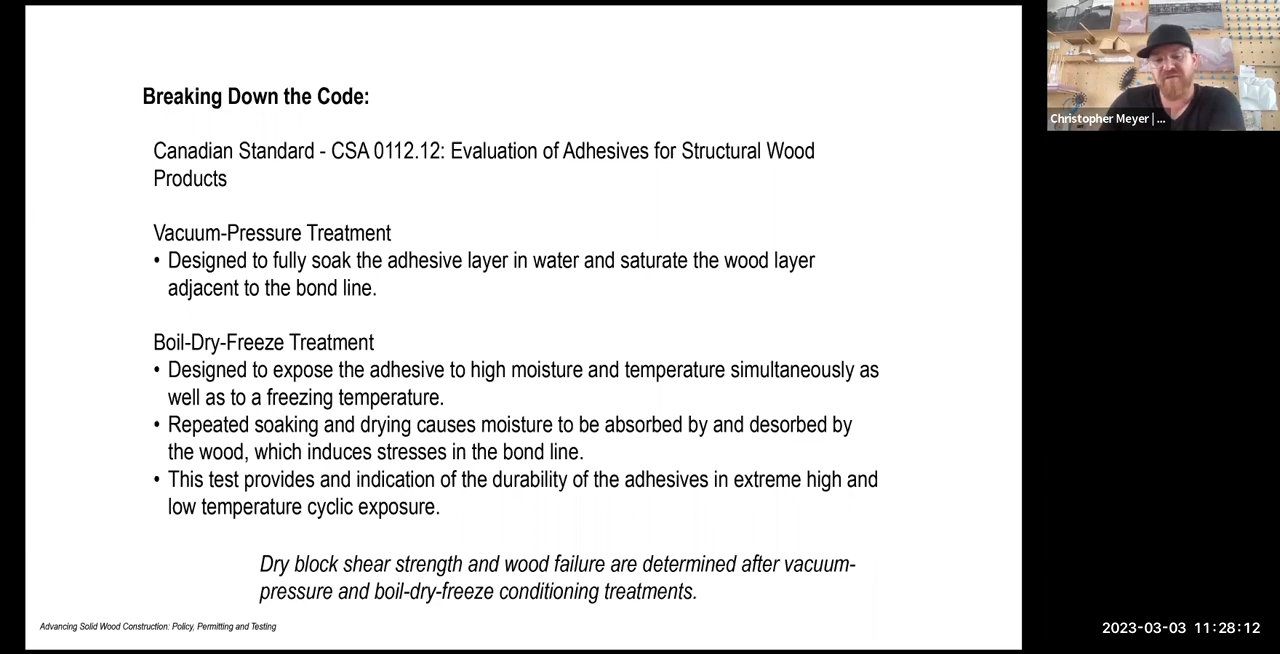 Breaking Down the Code:
Canadian Standard - CSA 0112.12: Evaluation of Adhesives for Structural Wood
Products
Vacuum-Pressure Treatment
• Designed to fully soak the adhesive layer in water and saturate the wood layer
adjacent to the bond line.
Boil-Dry-Freeze Treatment
• Designed to expose the adhesive to high moisture and temperature simultaneously as
well as to a freezing temperature.
• Repeated soaking and drying causes moisture to be absorbed by and desorbed by
the wood, which induces stresses in the bond line.
• This test provides and indication of the durability of the adhesives in extreme high and
low temperature cyclic exposure.
Dry block shear strength and wood failure are determined after vacuum-
pressure and boil-dry-freeze conditioning treatments.
Advancing Solid Wood Construction: Policy, Permitting and Testing
Christopher Meyer | ...
2023-03-03 11:28:12